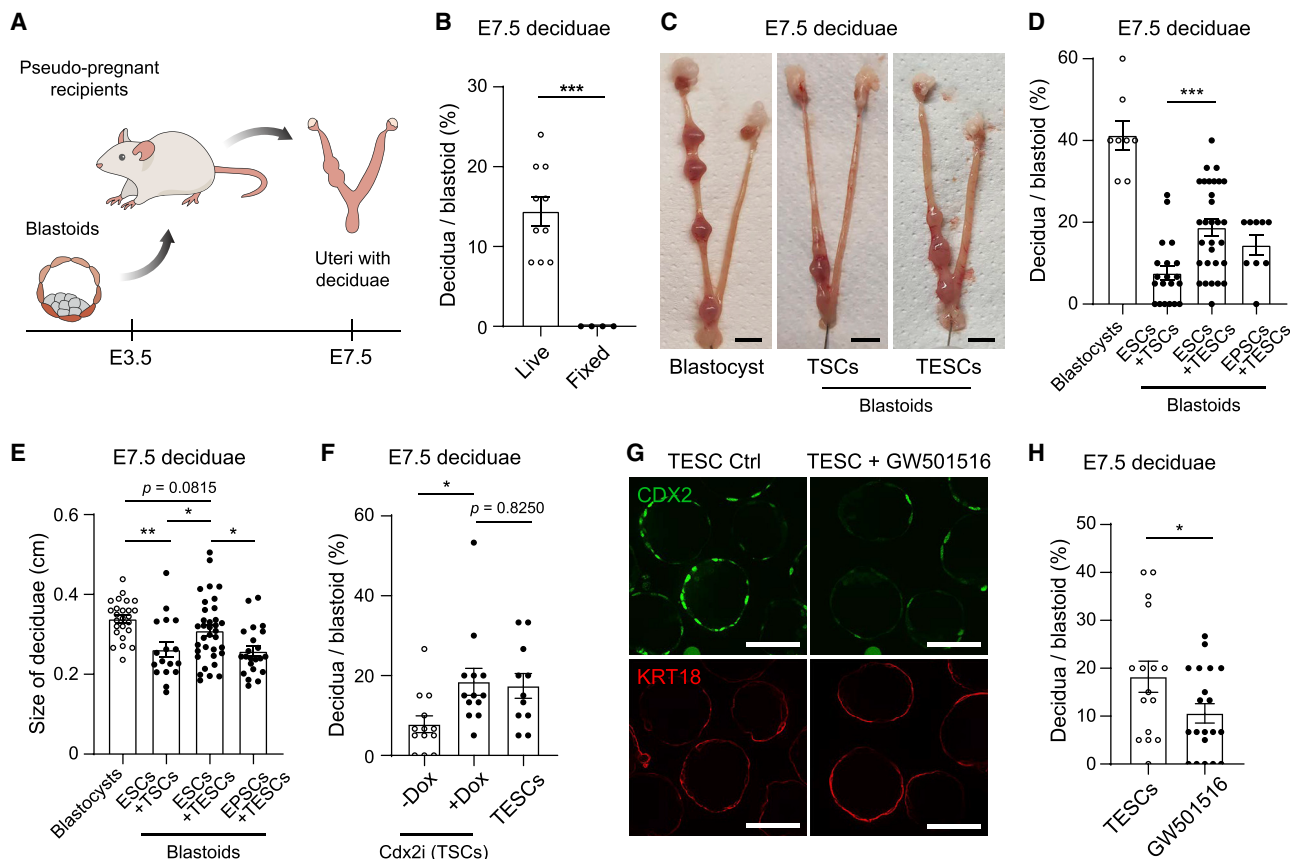 A
Pseudo-pregnant
recipients
Blastoids
Uteri with
deciduae
E3.5
E7.5
B
E7.5 deciduae
Decidua / blastoid (%)
30
20
10
0
***
Live
Fixed
C
E7.5 deciduae
Blastocyst
TSCs
TESCs
Blastoids
D
E7.5 deciduae
Decidua / blastoid (%)
60
40
20
0
***
Blastocysts
ESCs
+TSCs
ESCs
+TESCs
EPSCs
+TESCs
Blastoids
E
E7.5 deciduae
Size of deciduae (cm)
0.6
0.4
0.2
0
p = 0.0815
**
*
*
Blastocysts
ESCs
+TSCs
ESCs
+TESCs
EPSCs
+TESCs
Blastoids
F
E7.5 deciduae
Decidua / blastoid (%)
60
40
20
0
*
p = 0.8250
-Dox
+Dox
TESCs
Cdx2i (TSCs)
G
TESC Ctrl
TESC + GW501516
CDX2
KRT18
H
E7.5 deciduae
Decidua / blastoid (%)
50
40
30
20
10
0
*
TESCs
GW501516